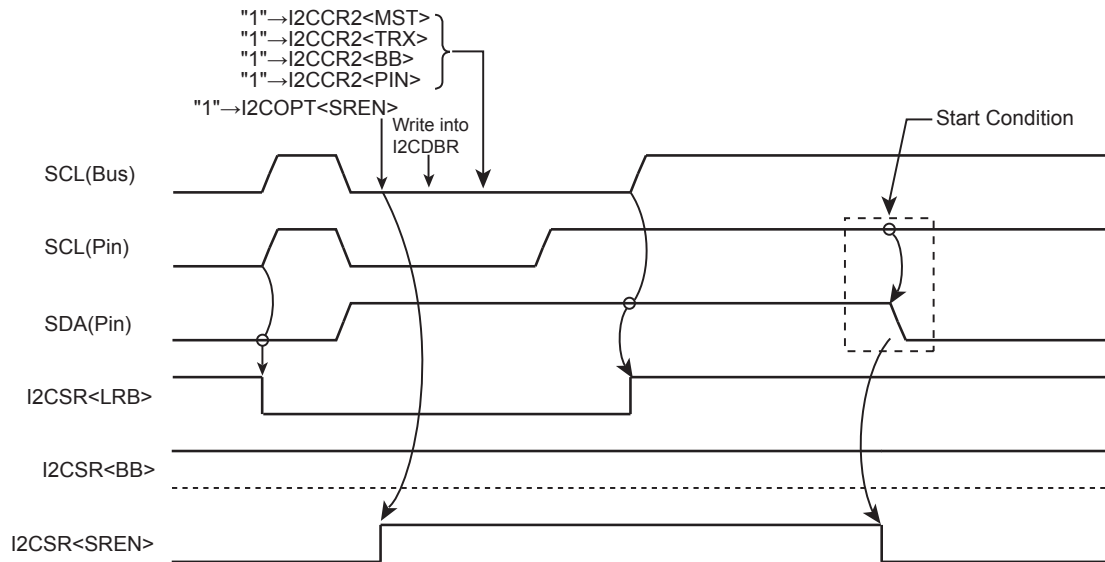 "1"→I2CCR2<MST>
"1"→I2CCR2<TRX>
"1"→I2CCR2<BB>
"1"→I2CCR2<PIN>
"1"→I2COPT<SREN>
Write into
I2CDBR
Start Condition
SCL(Bus)
SCL(Pin)
SDA(Pin)
I2CSR<LRB>
I2CSR<BB>
I2CSR<SREN>